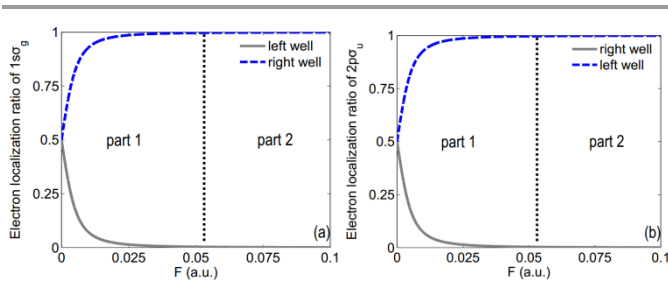 Electron localization ratio of 1sσg
1
0.75
0.5
0.25
0
left well
right well
part 1
part 2
(a)
0
0.025
0.05
0.075
0.1
F (a.u.)
Electron localization ratio of 2pσu
1
0.75
0.5
0.25
0
right well
left well
part 1
part 2
(b)
0
0.025
0.05
0.075
0.1
F (a.u.)